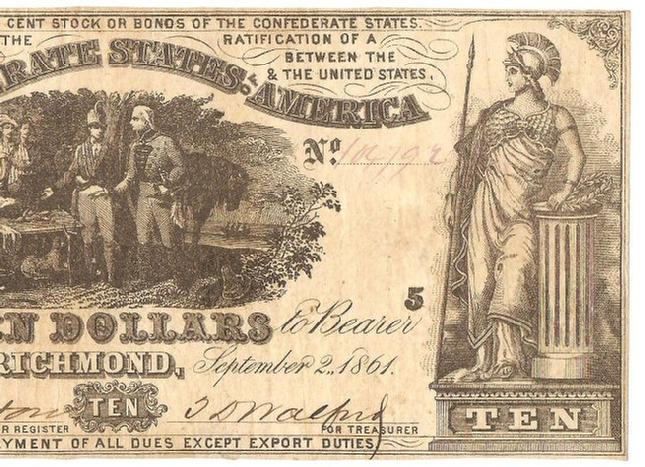 CENT STOCK OR BONDS OF THE CONFEDERATE STATES.
THE RATIFICATION OF A
BETWEEN THE
& THE UNITED STATES,
RATE STATES OF AMERICA
No.
5
N DOLLARS to Bearer
RICHMOND, September 2, 1861.
TEN
R REGISTER FOR TREASURER
YMENT OF ALL DUES EXCEPT EXPORT DUTIES
TEN